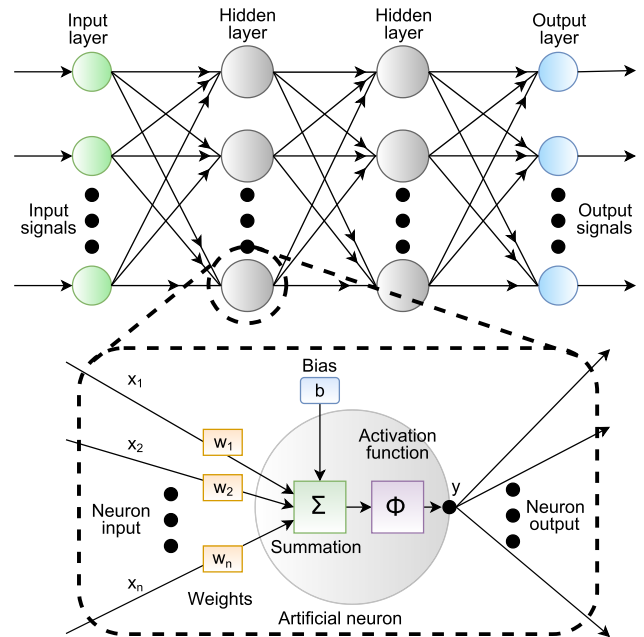 Input
layer
Hidden
layer
Hidden
layer
Output
layer
Input
signals
Output
signals
Bias
b
x1
x2
xn
w1
w2
wn
Activation
function
Σ
Φ
y
Neuron
input
Neuron
output
Summation
Weights
Artificial neuron